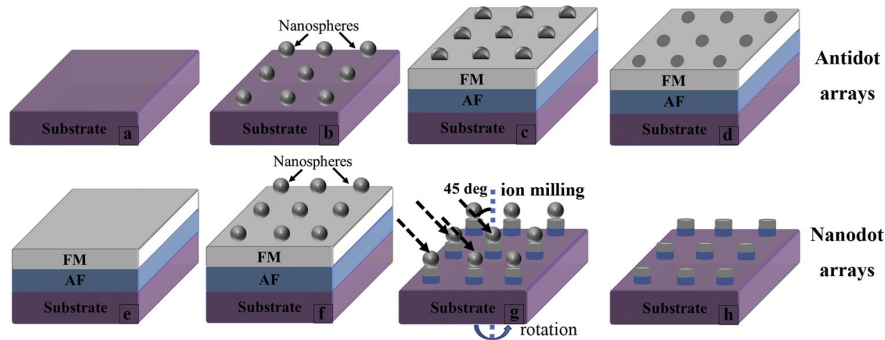 Nanospheres
Substrate a
Substrate b
FM
AF
Substrate c
FM
AF
Substrate d
Antidot
arrays
FM
AF
Substrate e
Nanospheres
FM
AF
Substrate f
45 deg ion milling
Substrate g
rotation
Substrate h
Nanodot
arrays